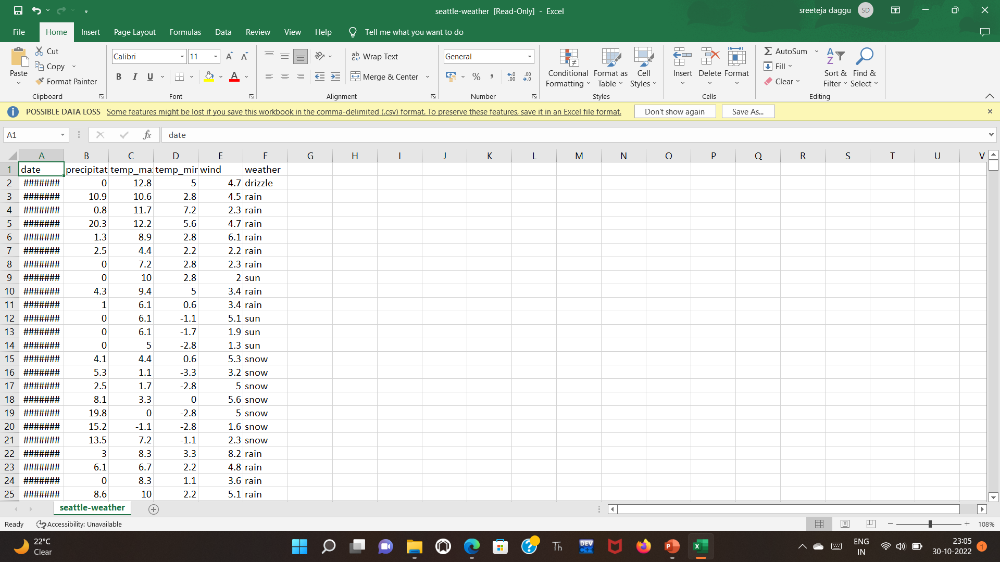 seattle-weather [Read-Only] - Excel
sreeteja daggu SD
File Home Insert Page Layout Formulas Data Review View Help Tell me what you want to do
Paste
Cut
Copy
Format Painter
Clipboard
Calibri 11
B I U
Font
Wrap Text
Merge & Center
Alignment
General
Number
Conditional Formatting
Format as Table
Cell Styles
Styles
Insert Delete Format
Cells
AutoSum
Fill
Clear
Sort & Filter
Find & Select
Editing
POSSIBLE DATA LOSS Some features might be lost if you save this workbook in the comma-delimited (.csv) format. To preserve these features, save it in an Excel file format. Don't show again Save As...
A1 fx date
A B C D E F G H I J K L M N O P Q R S T U V
1 date precipitat temp_ma temp_mir wind weather
2 ####### 0 12.8 5 4.7 drizzle
3 ####### 10.9 10.6 2.8 4.5 rain
4 ####### 0.8 11.7 7.2 2.3 rain
5 ####### 20.3 12.2 5.6 4.7 rain
6 ####### 1.3 8.9 2.8 6.1 rain
7 ####### 2.5 4.4 2.2 2.2 rain
8 ####### 0 7.2 2.8 2.3 rain
9 ####### 0 10 2.8 2 sun
10 ####### 4.3 9.4 5 3.4 rain
11 ####### 1 6.1 0.6 3.4 rain
12 ####### 0 6.1 -1.1 5.1 sun
13 ####### 0 6.1 -1.7 1.9 sun
14 ####### 0 5 -2.8 1.3 sun
15 ####### 4.1 4.4 0.6 5.3 snow
16 ####### 5.3 1.1 -3.3 3.2 snow
17 ####### 2.5 1.7 -2.8 5 snow
18 ####### 8.1 3.3 0 5.6 snow
19 ####### 19.8 0 -2.8 5 snow
20 ####### 15.2 -1.1 -2.8 1.6 snow
21 ####### 13.5 7.2 -1.1 2.3 snow
22 ####### 3 8.3 3.3 8.2 rain
23 ####### 6.1 6.7 2.2 4.8 rain
24 ####### 0 8.3 1.1 3.6 rain
25 ####### 8.6 10 2.2 5.1 rain
seattle-weather
Ready Accessibility: Unavailable 108%
22°C
Clear
Th
DEV
ENG
IN
23:05
30-10-2022
1